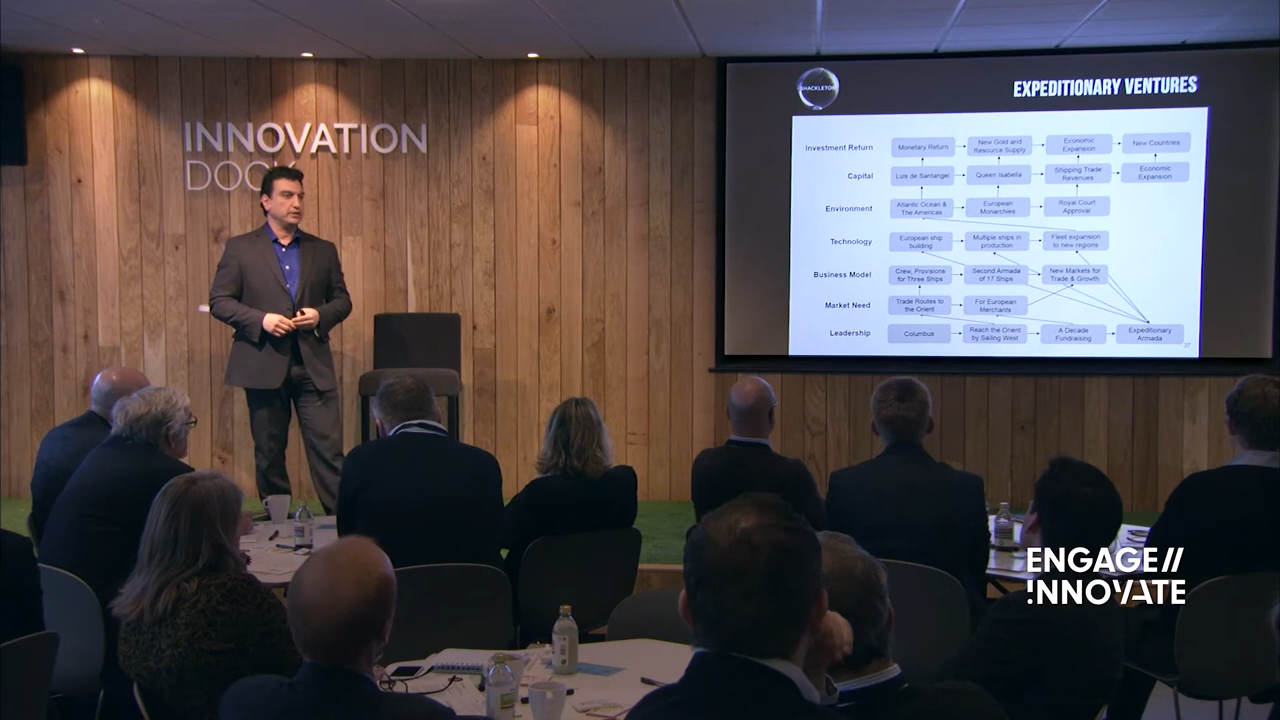 INNOVATION
DOCK
SHACKLETON
EXPEDITIONARY VENTURES
Investment Return
Monetary Return
New Gold and
Resource Supply
Economic
Expansion
New Countries
Capital
Luis de Santangel
Queen Isabella
Shipping Trade
Revenues
Economic
Expansion
Environment
Atlantic Ocean &
The Americas
European
Monarchies
Royal Court
Approval
Technology
European ship
building
Multiple ships in
production
Fleet expansion
to new regions
Business Model
Crew, Provisions
for Three Ships
Second Armada
of 17 Ships
New Markets for
Trade & Growth
Market Need
Trade Routes to
the Orient
For European
Merchants
Leadership
Columbus
Reach the Orient
by Sailing West
A Decade
Fundraising
Expeditionary
Armada
37
ENGAGE//
!NNOVATE